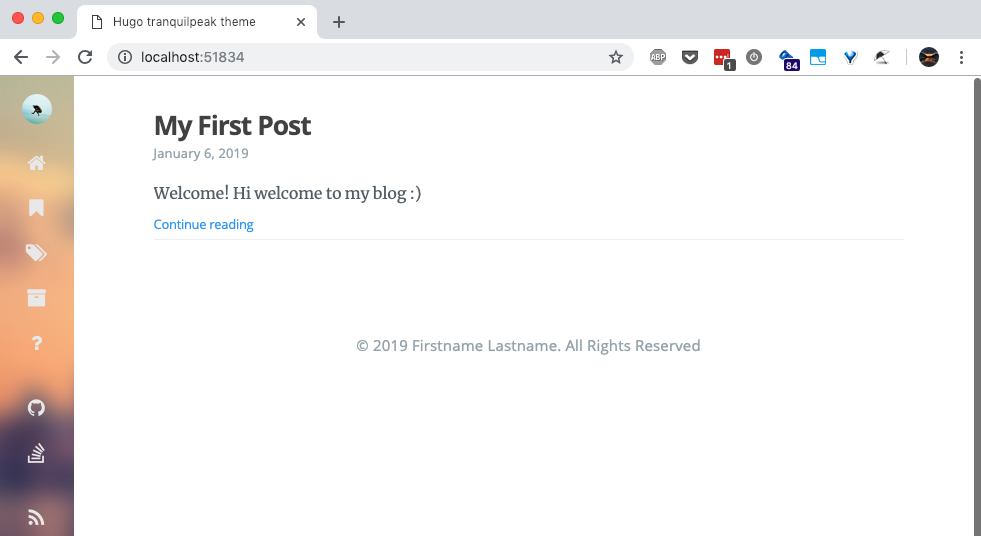 Hugo tranquilpeak theme
localhost:51834
ABP
1
84
My First Post
January 6, 2019
Welcome! Hi welcome to my blog :)
Continue reading
© 2019 Firstname Lastname. All Rights Reserved